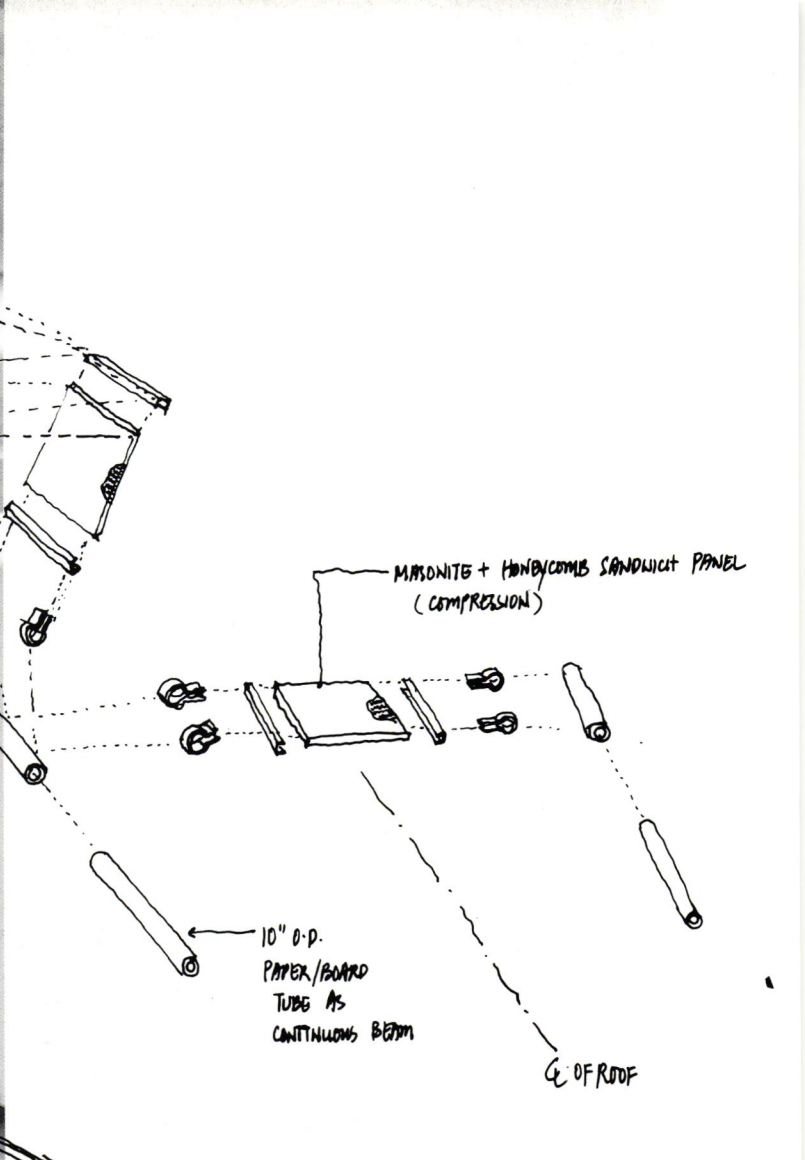 MASONITE + HONEYCOMB SANDWICH PANEL
(COMPRESSION)
10" O.D.
PAPER/BOARD
TUBE AS
CONTINUOUS BEAM
℄ OF ROOF